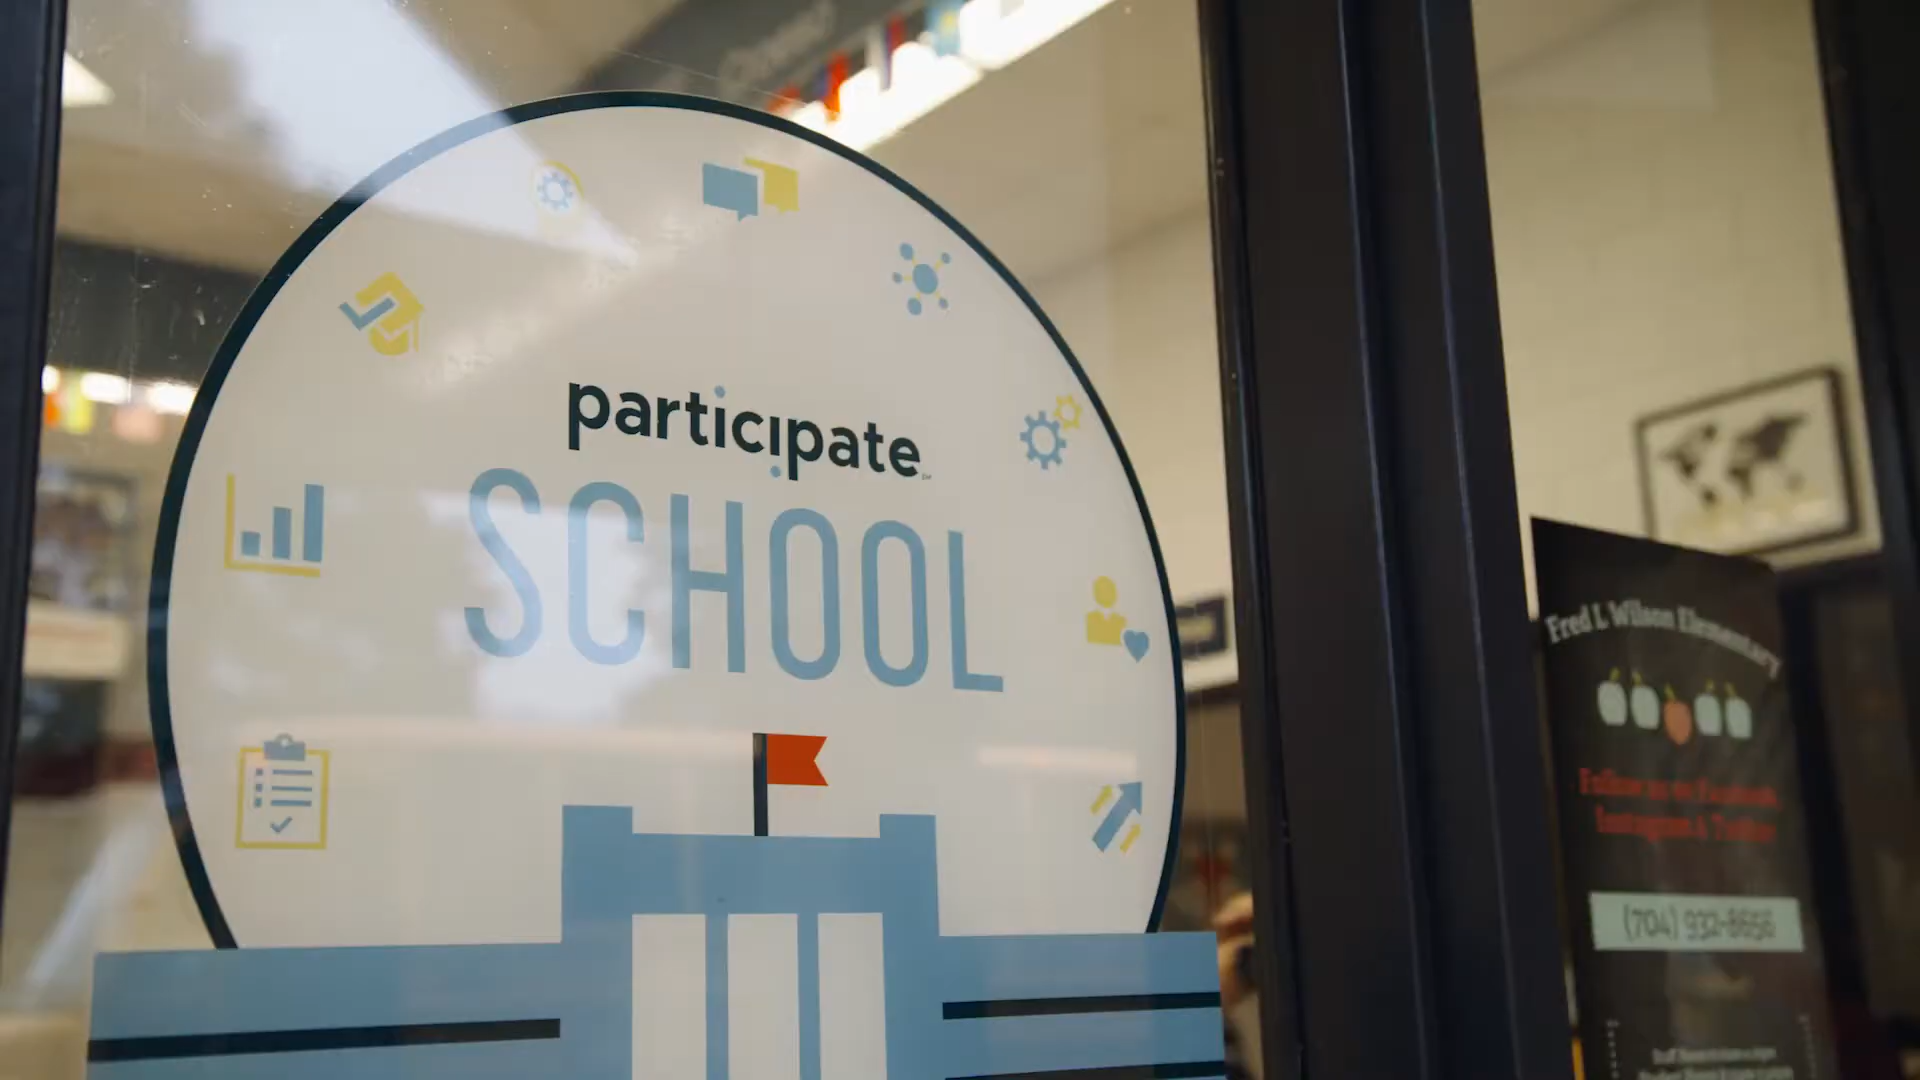 participate
SCHOOL
Fred L Wilson Elementary
Follow us on Facebook,
Instagram & Twitter
(704) 932-8656